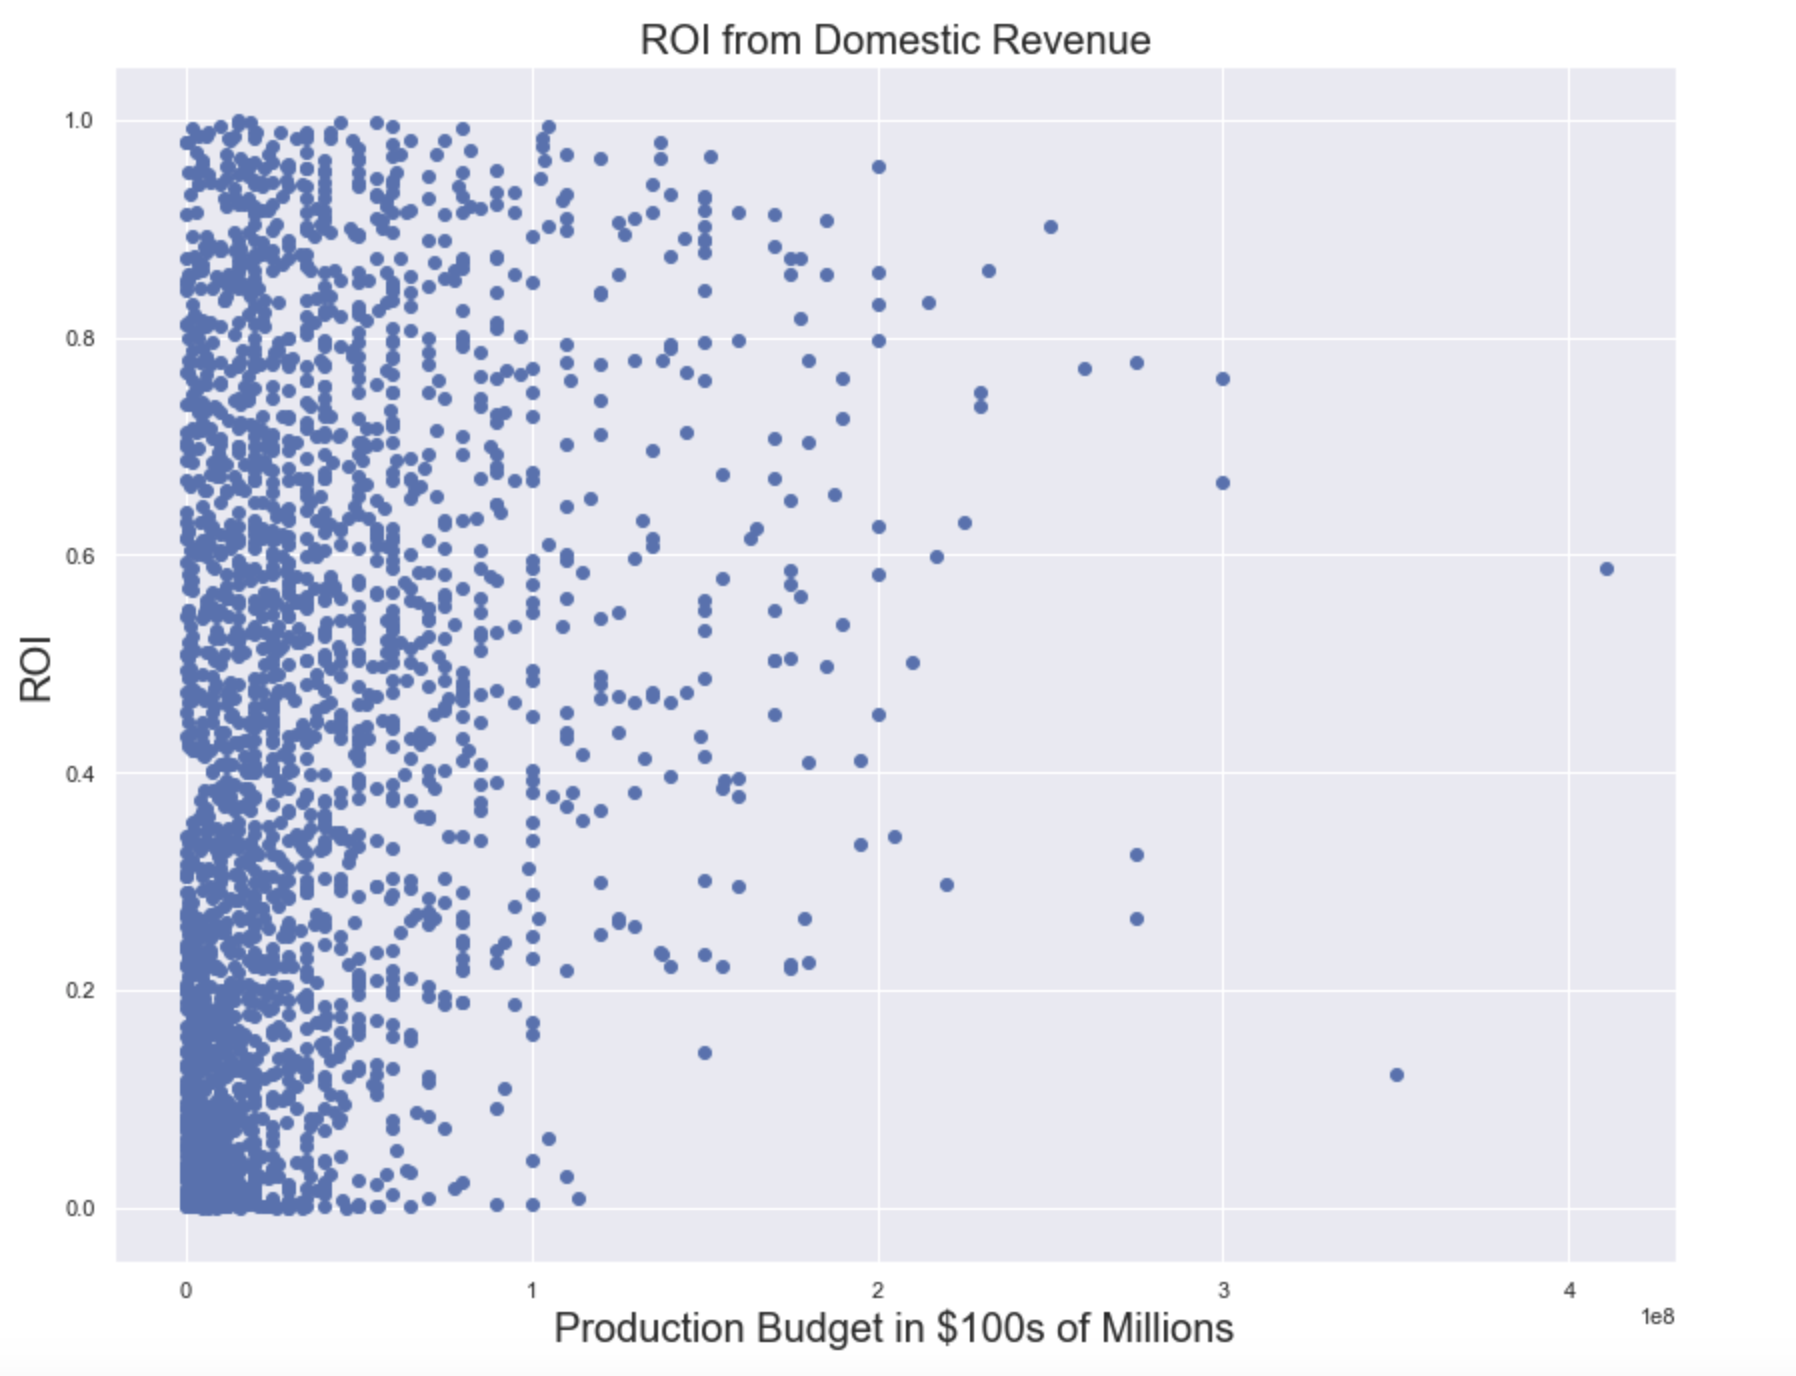 ROI from Domestic Revenue
1.0
0.8
0.6
0.4
0.2
0.0
ROI
0 1 2 3 4
1e8
Production Budget in $100s of Millions